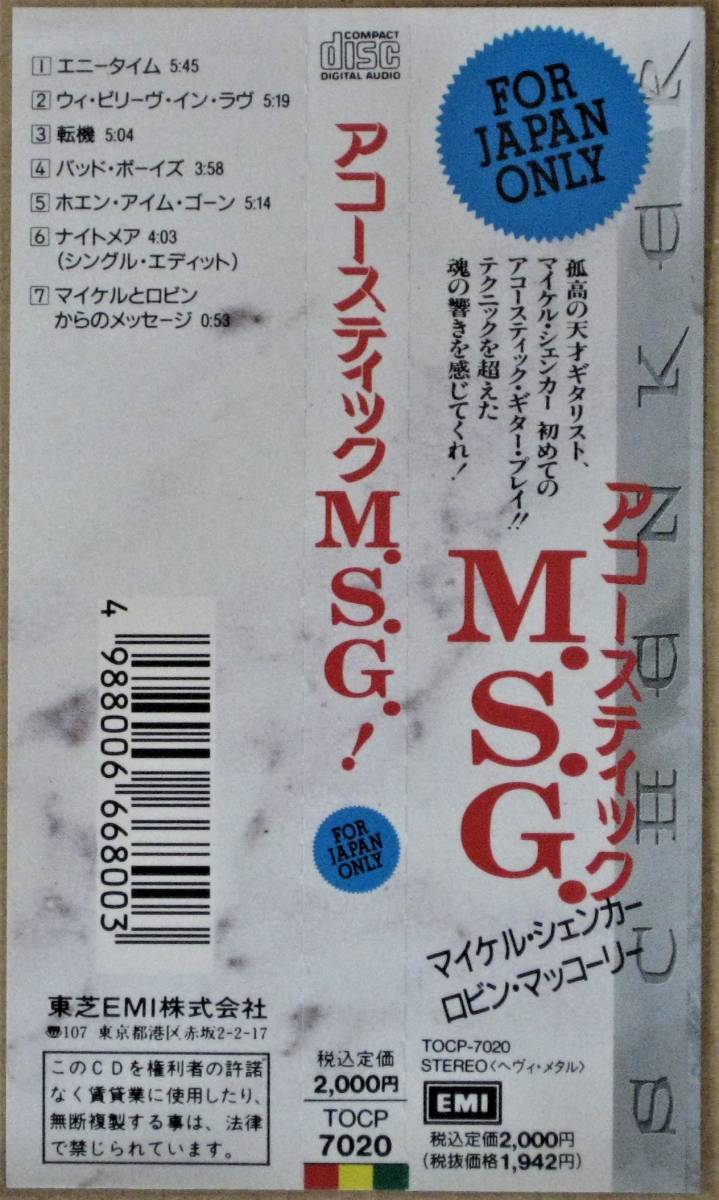 1 エニータイム 5:45
2 ウィ・ビリーヴ・イン・ラヴ 5:19
3 転機 5:04
4 バッド・ボーイズ 3:58
5 ホエン・アイム・ゴーン 5:14
6 ナイトメア 4:03
(シングル・エディット)
7 マイケルとロビン
からのメッセージ 0:53
4 988006 668003
東芝EMI株式会社
〠107 東京都港区赤坂2-2-17
このCDを権利者の許諾
なく賃貸業に使用したり、
無断複製する事は、法律
で禁じられています。
COMPACT
disc
DIGITAL AUDIO
アコースティック
M.S.G.!
FOR
JAPAN
ONLY
税込定価
2,000円
TOCP
7020
FOR
JAPAN
ONLY
孤高の天才ギタリスト、
マイケル・シェンカー 初めての
アコースティック・ギター・プレイ!!
テクニックを超えた
魂の響きを感じてくれ!
アコースティック
M.S.G.
マイケル・シェンカー
ロビン・マッコーリー
SCHENKER
TOCP-7020
STEREO〈ヘヴィ・メタル〉
EMI
税込定価2,000円
(税抜価格1,942円)